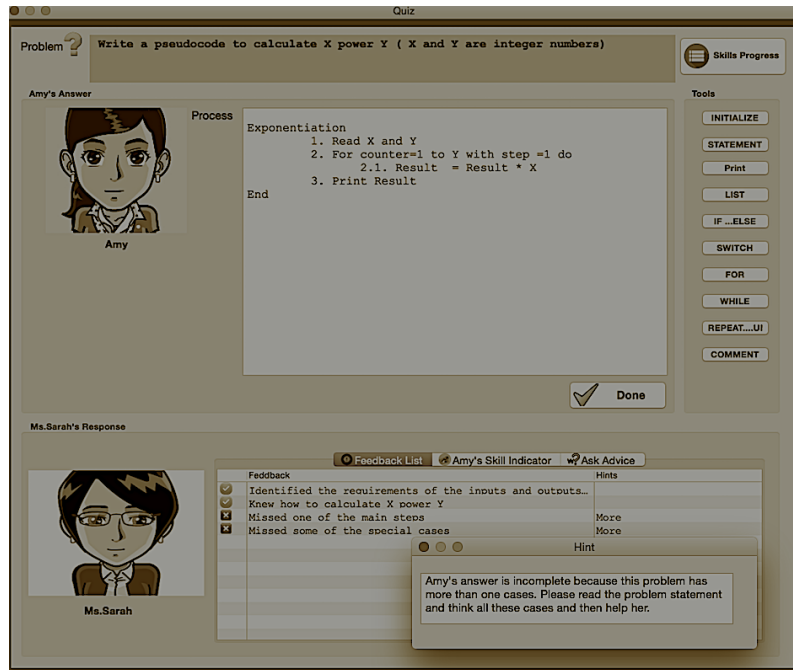 Quiz
Problem
Write a pseudocode to calculate X power Y ( X and Y are integer numbers)
Skills Progress
Amy's Answer
Tools
Amy
Process
Exponentiation
1. Read X and Y
2. For counter=1 to Y with step =1 do
2.1. Result = Result * X
3. Print Result
End
INITIALIZE
STATEMENT
Print
LIST
IF ...ELSE
SWITCH
FOR
WHILE
REPEAT....UI
COMMENT
Done
Ms.Sarah's Response
Ms.Sarah
Feedback List
Amy's Skill Indicator
Ask Advice
Feddback
Hints
Identified the requirements of the inputs and outputs...
Knew how to calculate X power Y
Missed one of the main steps
More
Missed some of the special cases
More
Hint
Amy's answer is incomplete because this problem has
more than one cases. Please read the problem statement
and think all these cases and then help her.